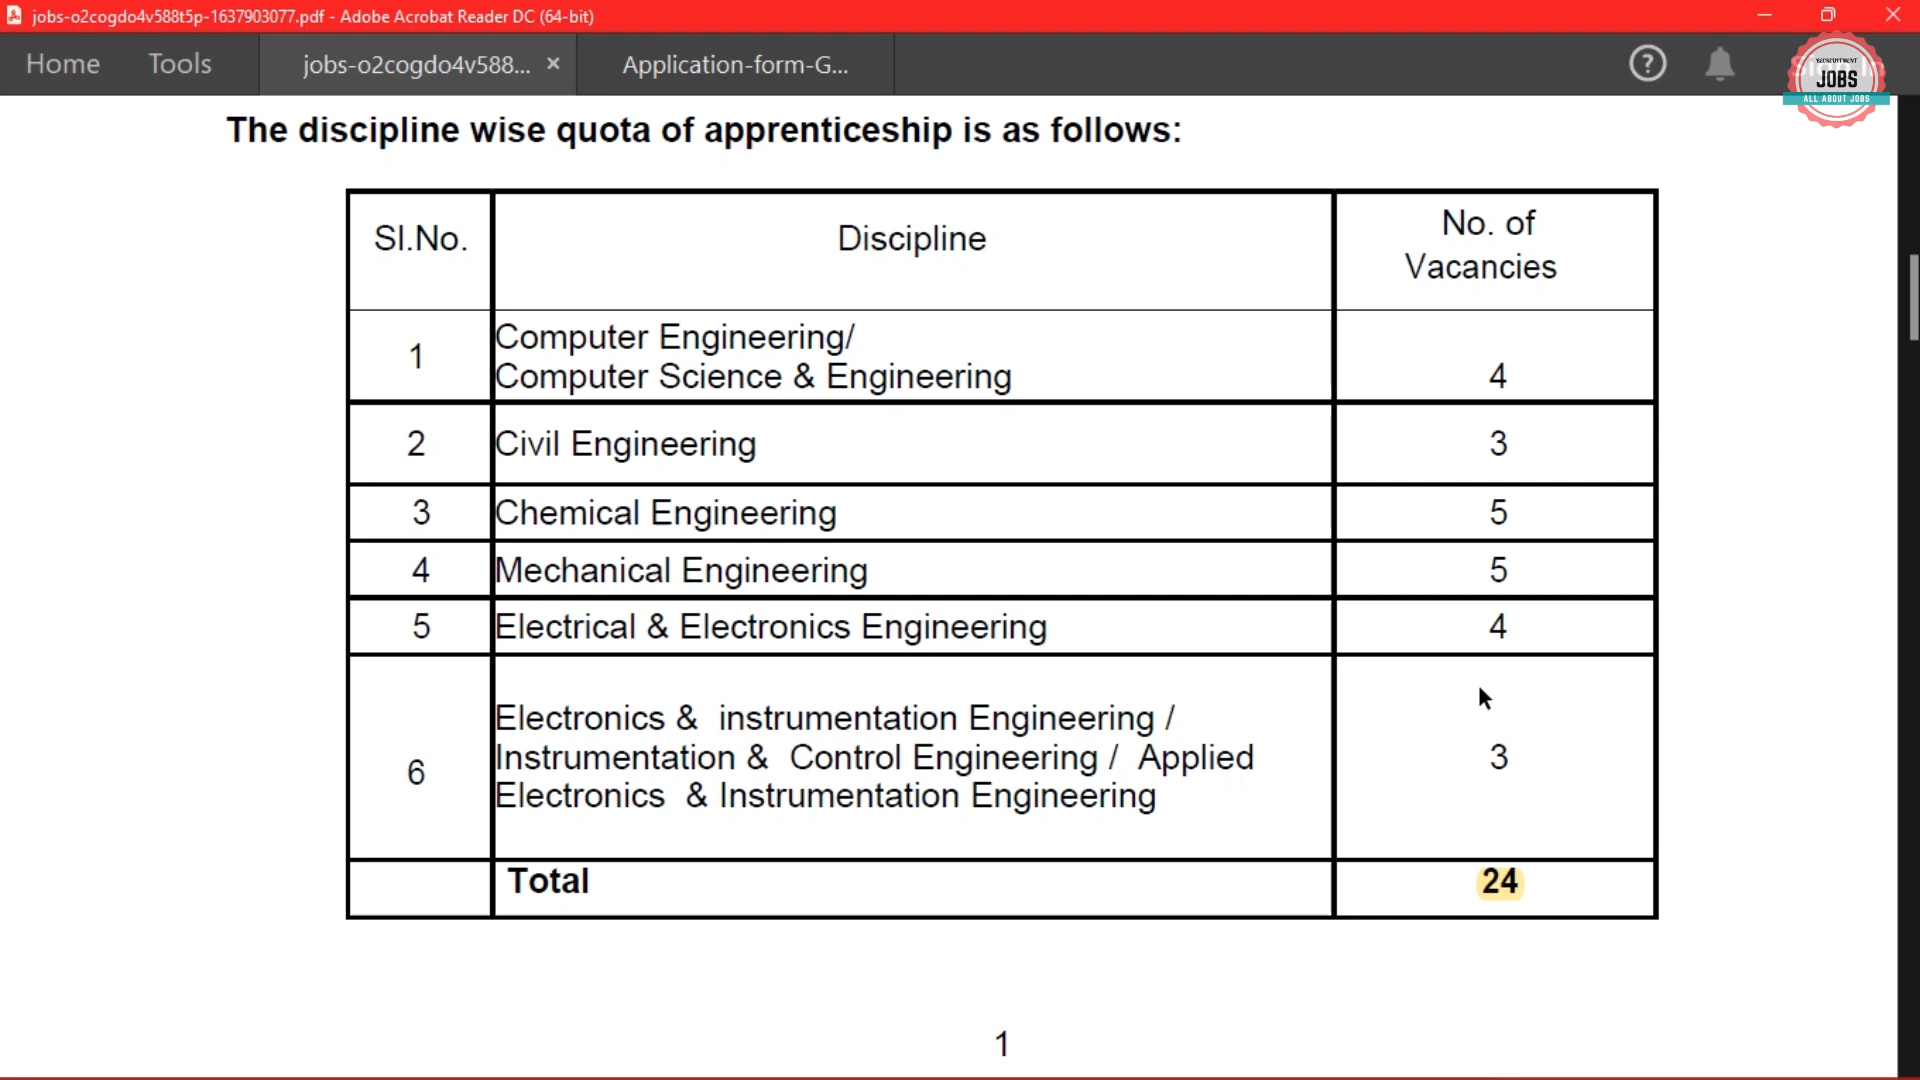 jobs-o2cogdo4v588t5p-1637903077.pdf - Adobe Acrobat Reader DC (64-bit)
Home Tools jobs-o2cogdo4v588... × Application-form-G...
RECRUITMENT
JOBS
ALL ABOUT JOBS
The discipline wise quota of apprenticeship is as follows:
Sl.No. Discipline No. of
Vacancies
1 Computer Engineering/
Computer Science & Engineering 4
2 Civil Engineering 3
3 Chemical Engineering 5
4 Mechanical Engineering 5
5 Electrical & Electronics Engineering 4
Electronics & instrumentation Engineering /
6 Instrumentation & Control Engineering / Applied 3
Electronics & Instrumentation Engineering
Total 24
1